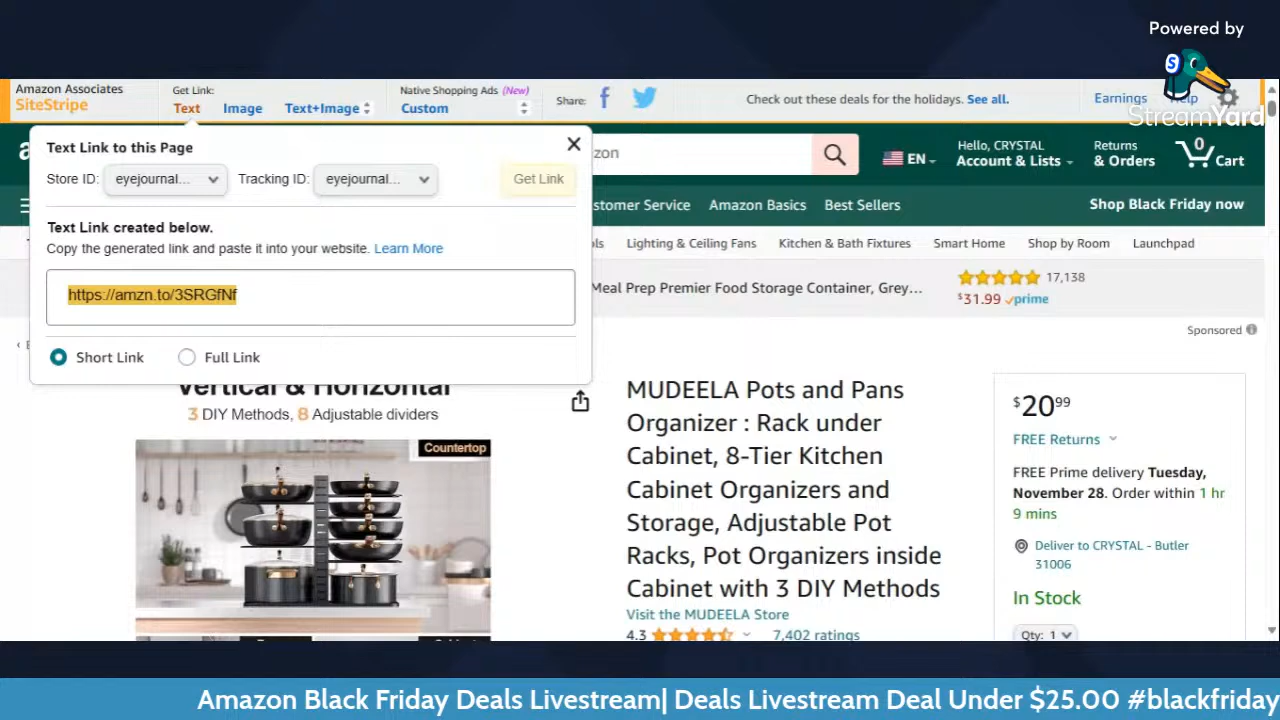 Powered by
StreamYard
Amazon Associates
SiteStripe
Get Link:
Text
Image
Text+Image
Native Shopping Ads (New)
Custom
Share:
Check out these deals for the holidays. See all.
Earnings
Help
Text Link to this Page
Store ID: eyejournal...
Tracking ID: eyejournal...
Get Link
Text Link created below.
Copy the generated link and paste it into your website. Learn More
https://amzn.to/3SRGfNf
Short Link
Full Link
zon
EN
Hello, CRYSTAL
Account & Lists
Returns
& Orders
0
Cart
stomer Service
Amazon Basics
Best Sellers
Shop Black Friday now
ls
Lighting & Ceiling Fans
Kitchen & Bath Fixtures
Smart Home
Shop by Room
Launchpad
Meal Prep Premier Food Storage Container, Grey...
17,138
$31.99 prime
Sponsored
Vertical & Horizontal
3 DIY Methods, 8 Adjustable dividers
Countertop
MUDEELA Pots and Pans
Organizer : Rack under
Cabinet, 8-Tier Kitchen
Cabinet Organizers and
Storage, Adjustable Pot
Racks, Pot Organizers inside
Cabinet with 3 DIY Methods
Visit the MUDEELA Store
4.3
7,402 ratings
$20.99
FREE Returns
FREE Prime delivery Tuesday,
November 28. Order within 1 hr
9 mins
Deliver to CRYSTAL - Butler
31006
In Stock
Qty: 1
Amazon Black Friday Deals Livestream| Deals Livestream Deal Under $25.00 #blackfriday